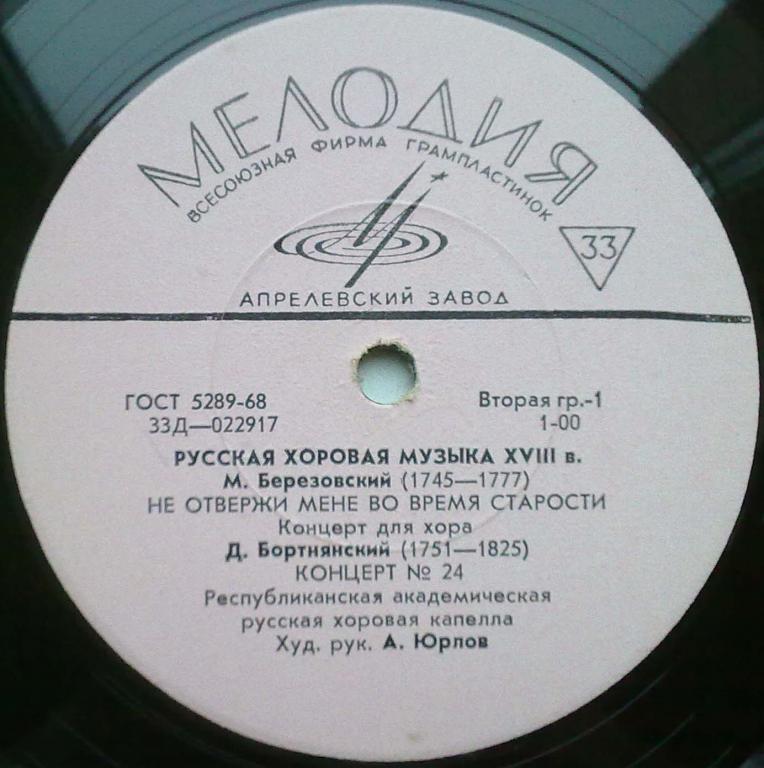 МЕЛОДИЯ
ВСЕСОЮЗНАЯ ФИРМА ГРАМПЛАСТИНОК
33
АПРЕЛЕВСКИЙ ЗАВОД
ГОСТ 5289-68 Вторая гр.-1
33Д—022917 1-00
РУССКАЯ ХОРОВАЯ МУЗЫКА XVIII в.
М. Березовский (1745—1777)
НЕ ОТВЕРЖИ МЕНЕ ВО ВРЕМЯ СТАРОСТИ
Концерт для хора
Д. Бортнянский (1751—1825)
КОНЦЕРТ № 24
Республиканская академическая
русская хоровая капелла
Худ. рук. А. Юрлов